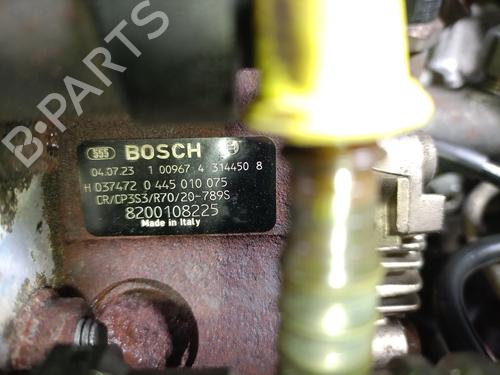 B-PARTS
555 BOSCH
04.07.23 1 00967 4 314450 8
H 037472 0 445 010 075
CR/CP3S3/R70/20-789S
8200108225
Made in Italy